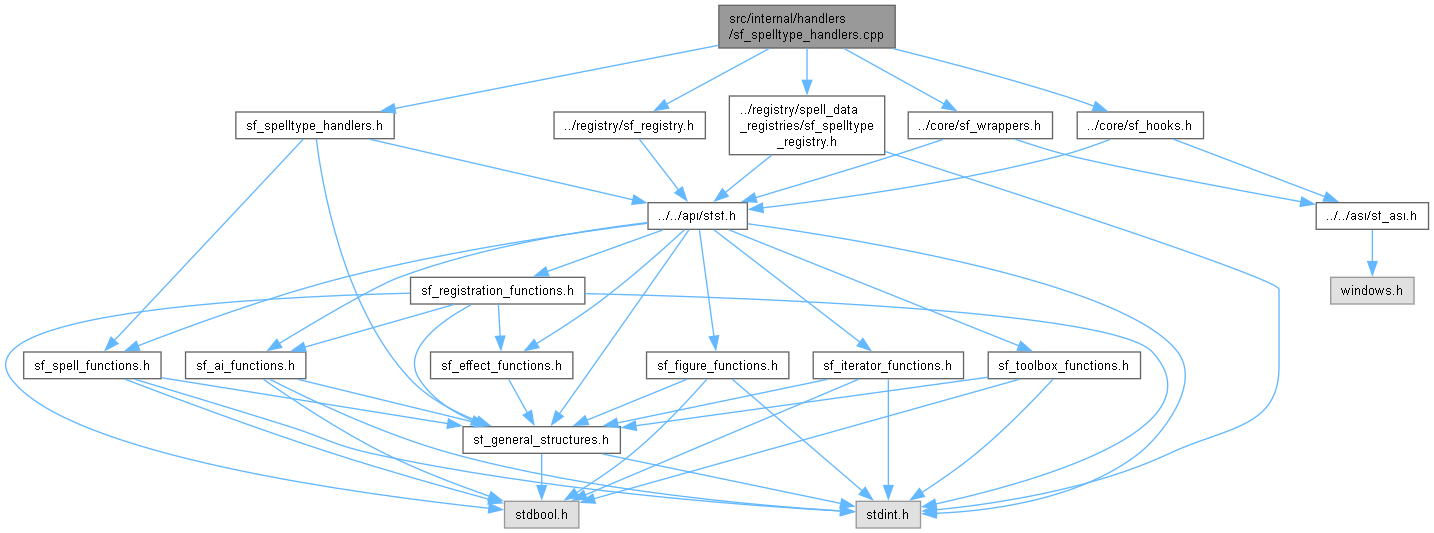 src/internal/handlers
/sf_spelltype_handlers.cpp
sf_spelltype_handlers.h
../registry/sf_registry.h
../registry/spell_data
_registries/sf_spelltype
_registry.h
../core/sf_wrappers.h
../core/sf_hooks.h
../../api/sfsf.h
../../asi/sf_asi.h
sf_registration_functions.h
windows.h
sf_spell_functions.h
sf_ai_functions.h
sf_effect_functions.h
sf_figure_functions.h
sf_iterator_functions.h
sf_toolbox_functions.h
sf_general_structures.h
stdbool.h
stdint.h